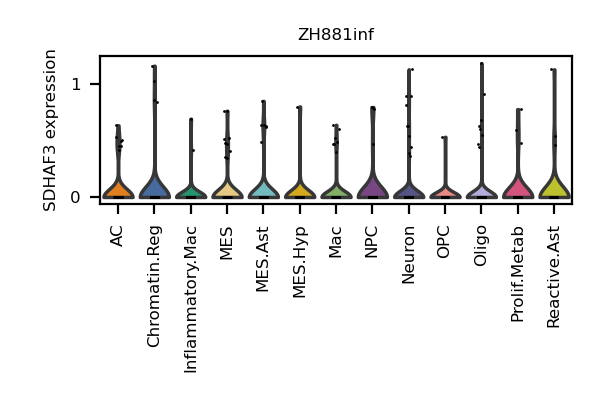 ZH881inf
SDHAF3 expression
1
0
AC
Chromatin.Reg
Inflammatory.Mac
MES
MES.Ast
MES.Hyp
Mac
NPC
Neuron
OPC
Oligo
Prolif.Metab
Reactive.Ast